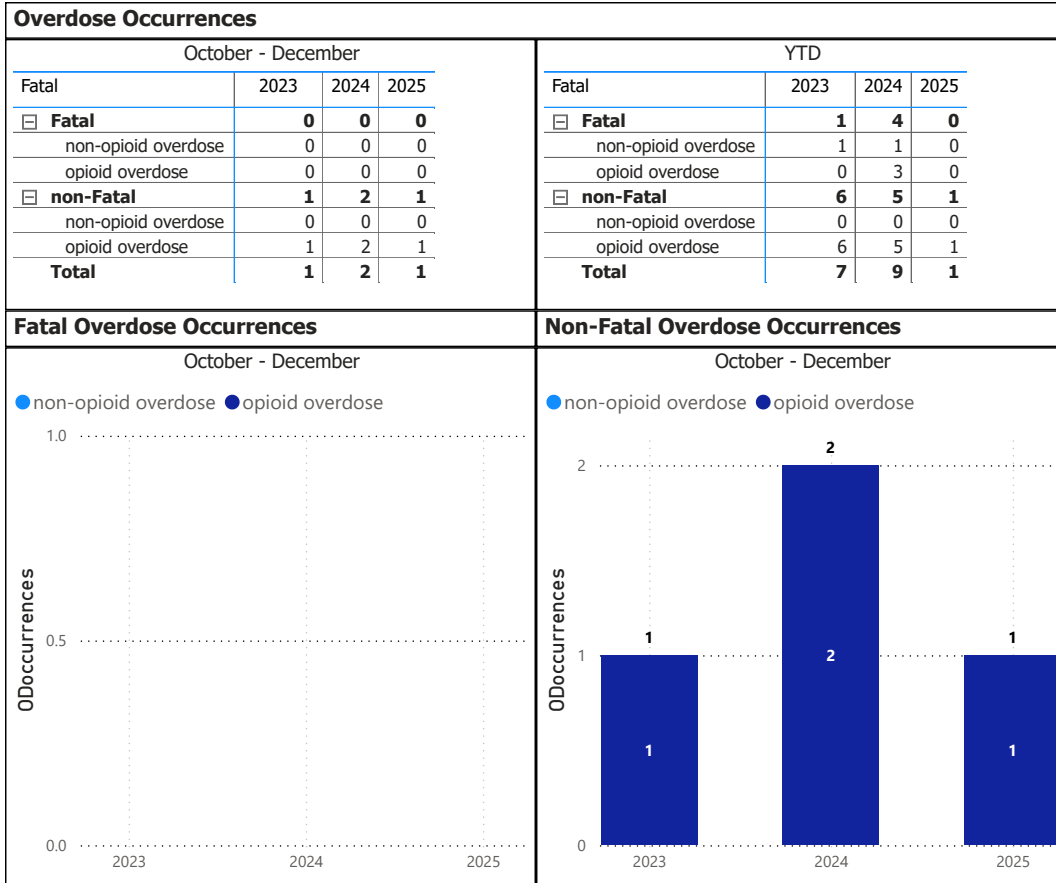 Overdose Occurrences
October - December
Fatal 2023 2024 2025
Fatal 0 0 0
non-opioid overdose 0 0 0
opioid overdose 0 0 0
non-Fatal 1 2 1
non-opioid overdose 0 0 0
opioid overdose 1 2 1
Total 1 2 1
YTD
Fatal 2023 2024 2025
Fatal 1 4 0
non-opioid overdose 1 1 0
opioid overdose 0 3 0
non-Fatal 6 5 1
non-opioid overdose 0 0 0
opioid overdose 6 5 1
Total 7 9 1
Fatal Overdose Occurrences
October - December
non-opioid overdose opioid overdose
1.0
0.5
0.0
ODoccurrences
2023 2024 2025
Non-Fatal Overdose Occurrences
October - December
non-opioid overdose opioid overdose
2
1
0
ODoccurrences
2
1 1
2
1 1
2023 2024 2025